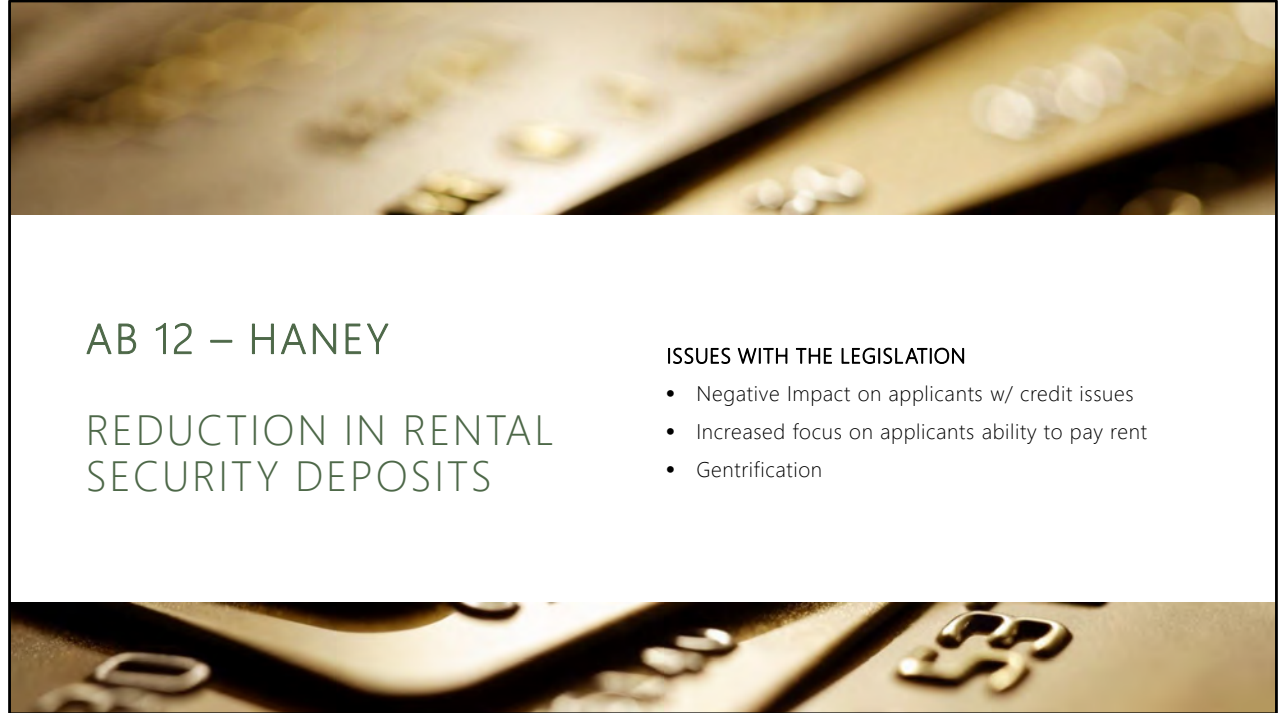 AB 12 – HANEY
REDUCTION IN RENTAL
SECURITY DEPOSITS
ISSUES WITH THE LEGISLATION
• Negative Impact on applicants w/ credit issues
• Increased focus on applicants ability to pay rent
• Gentrification